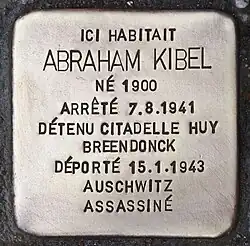 ICI HABITAIT
ABRAHAM KIBEL
NÉ 1900
ARRÊTÉ 7.8.1941
DÉTENU CITADELLE HUY
BREENDONCK
DÉPORTÉ 15.1.1943
AUSCHWITZ
ASSASSINÉ